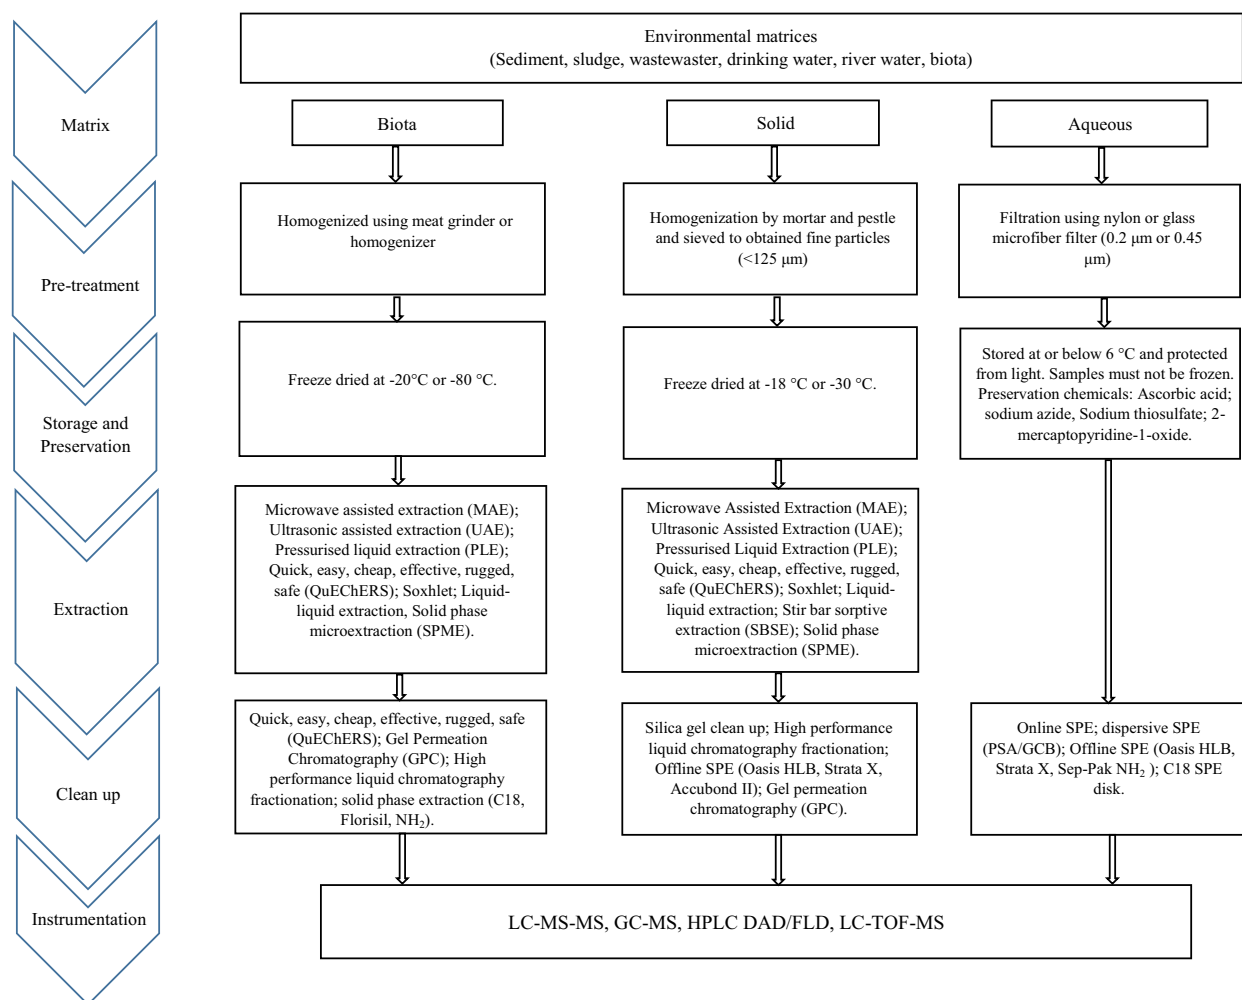 Environmental matrices
(Sediment, sludge, wastewaster, drinking water, river water, biota)
Matrix
Biota
Solid
Aqueous
Pre-treatment
Homogenized using meat grinder or
homogenizer
Homogenization by mortar and pestle
and sieved to obtained fine particles
(<125 μm)
Filtration using nylon or glass
microfiber filter (0.2 μm or 0.45
μm)
Storage and
Preservation
Freeze dried at -20°C or -80 °C.
Freeze dried at -18 °C or -30 °C.
Stored at or below 6 °C and protected
from light. Samples must not be frozen.
Preservation chemicals: Ascorbic acid;
sodium azide, Sodium thiosulfate; 2-
mercaptopyridine-1-oxide.
Extraction
Microwave assisted extraction (MAE);
Ultrasonic assisted extraction (UAE);
Pressurised liquid extraction (PLE);
Quick, easy, cheap, effective, rugged,
safe (QuEChERS); Soxhlet; Liquid-
liquid extraction, Solid phase
microextraction (SPME).
Microwave Assisted Extraction (MAE);
Ultrasonic Assisted Extraction (UAE);
Pressurised Liquid Extraction (PLE);
Quick, easy, cheap, effective, rugged,
safe (QuEChERS); Soxhlet; Liquid-
liquid extraction; Stir bar sorptive
extraction (SBSE); Solid phase
microextraction (SPME).
Clean up
Quick, easy, cheap, effective, rugged, safe
(QuEChERS); Gel Permeation
Chromatography (GPC); High
performance liquid chromatography
fractionation; solid phase extraction (C18,
Florisil, NH₂).
Silica gel clean up; High performance
liquid chromatography fractionation;
Offline SPE (Oasis HLB, Strata X,
Accubond II); Gel permeation
chromatography (GPC).
Online SPE; dispersive SPE
(PSA/GCB); Offline SPE (Oasis HLB,
Strata X, Sep-Pak NH₂ ); C18 SPE
disk.
Instrumentation
LC-MS-MS, GC-MS, HPLC DAD/FLD, LC-TOF-MS